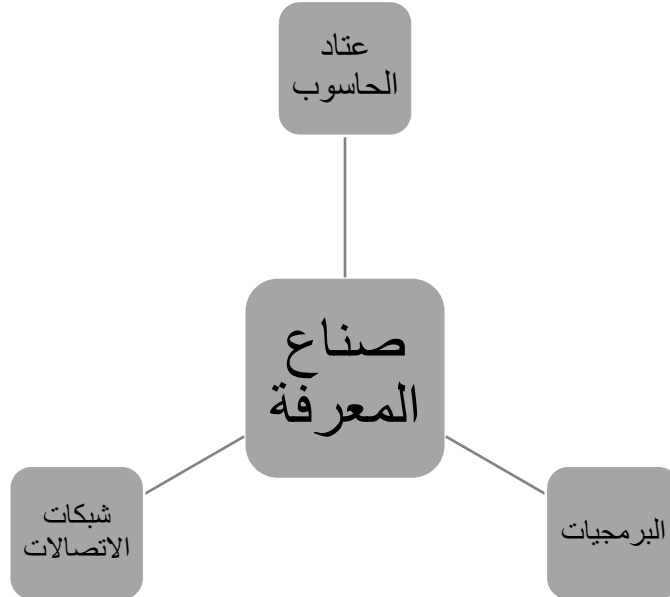 عتاد
الحاسوب
صناع
المعرفة
شبكات
الاتصالات
البرمجيات